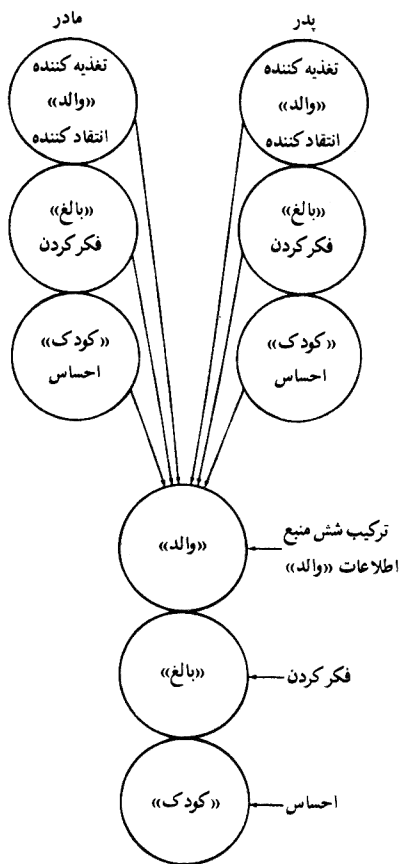 پدر
مادر
تغذیه کننده
«والد»
انتقاد کننده
تغذیه کننده
«والد»
انتقاد کننده
«بالغ»
فکر کردن
«بالغ»
فکر کردن
«کودک»
احساس
«کودک»
احساس
ترکیب شش منبع
اطلاعات «والد»
«والد»
فکر کردن
«بالغ»
احساس
«کودک»